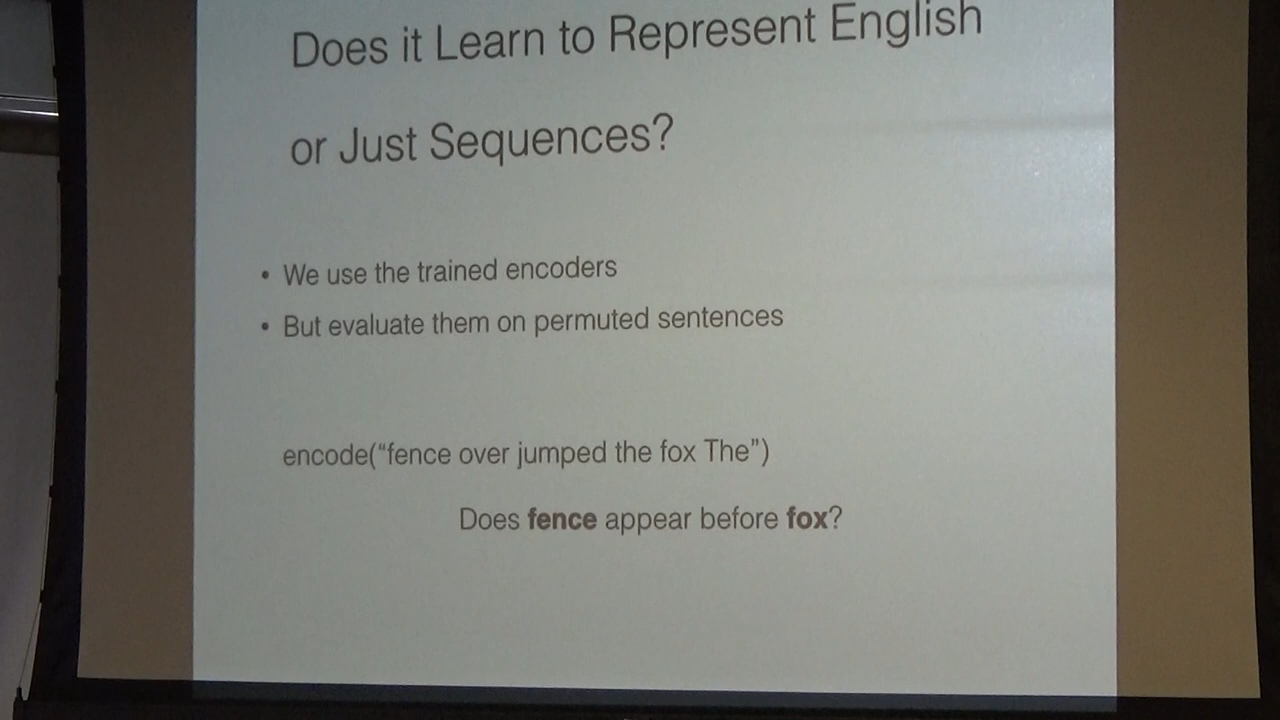 Does it Learn to Represent English
or Just Sequences?
• We use the trained encoders
• But evaluate them on permuted sentences
encode(“fence over jumped the fox The”)
Does fence appear before fox?